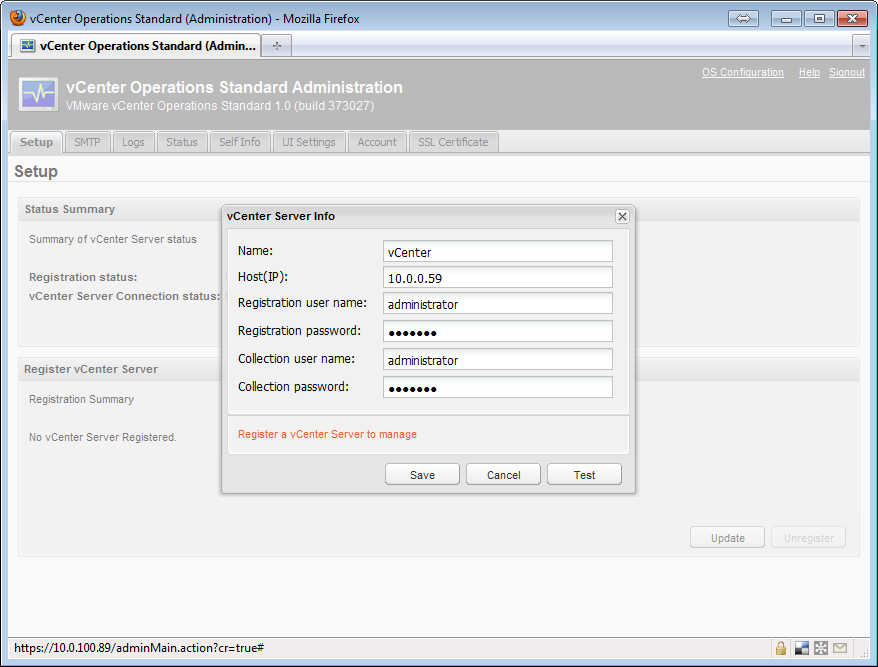 vCenter Operations Standard (Administration) - Mozilla Firefox
vCenter Operations Standard (Admin...
OS Configuration Help Signout
vCenter Operations Standard Administration
VMware vCenter Operations Standard 1.0 (build 373027)
Setup SMTP Logs Status Self Info UI Settings Account SSL Certificate
Setup
Status Summary
Summary of vCenter Server status
Registration status:
vCenter Server Connection status:
Register vCenter Server
Registration Summary
No vCenter Server Registered.
Update Unregister
vCenter Server Info
Name: vCenter
Host(IP): 10.0.0.59
Registration user name: administrator
Registration password: ●●●●●●●
Collection user name: administrator
Collection password: ●●●●●●●
Register a vCenter Server to manage
Save Cancel Test
https://10.0.100.89/adminMain.action?cr=true#